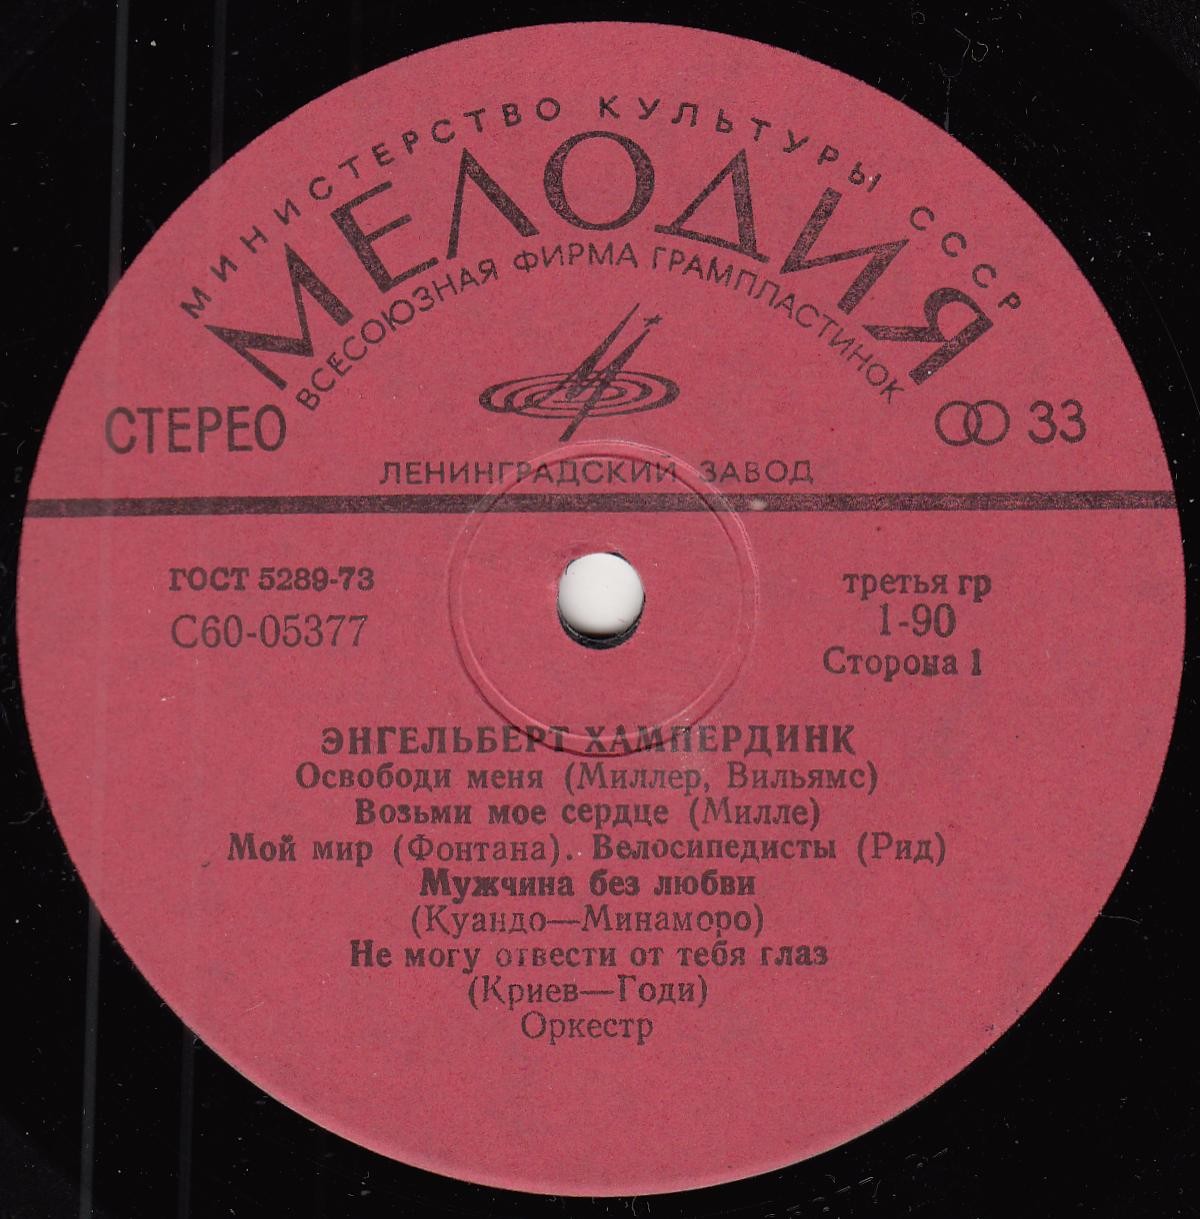 МИНИСТЕРСТВО КУЛЬТУРЫ СССР
МЕЛОДИЯ
ВСЕСОЮЗНАЯ ФИРМА ГРАМПЛАСТИНОК
СТЕРЕО
33
ЛЕНИНГРАДСКИЙ ЗАВОД
ГОСТ 5289-73
С60-05377
третья гр
1-90
Сторона 1
ЭНГЕЛЬБЕРТ ХАМПЕРДИНК
Освободи меня (Миллер, Вильямс)
Возьми мое сердце (Милле)
Мой мир (Фонтана). Велосипедисты (Рид)
Мужчина без любви
(Куандо—Минаморо)
Не могу отвести от тебя глаз
(Криев—Годи)
Оркестр